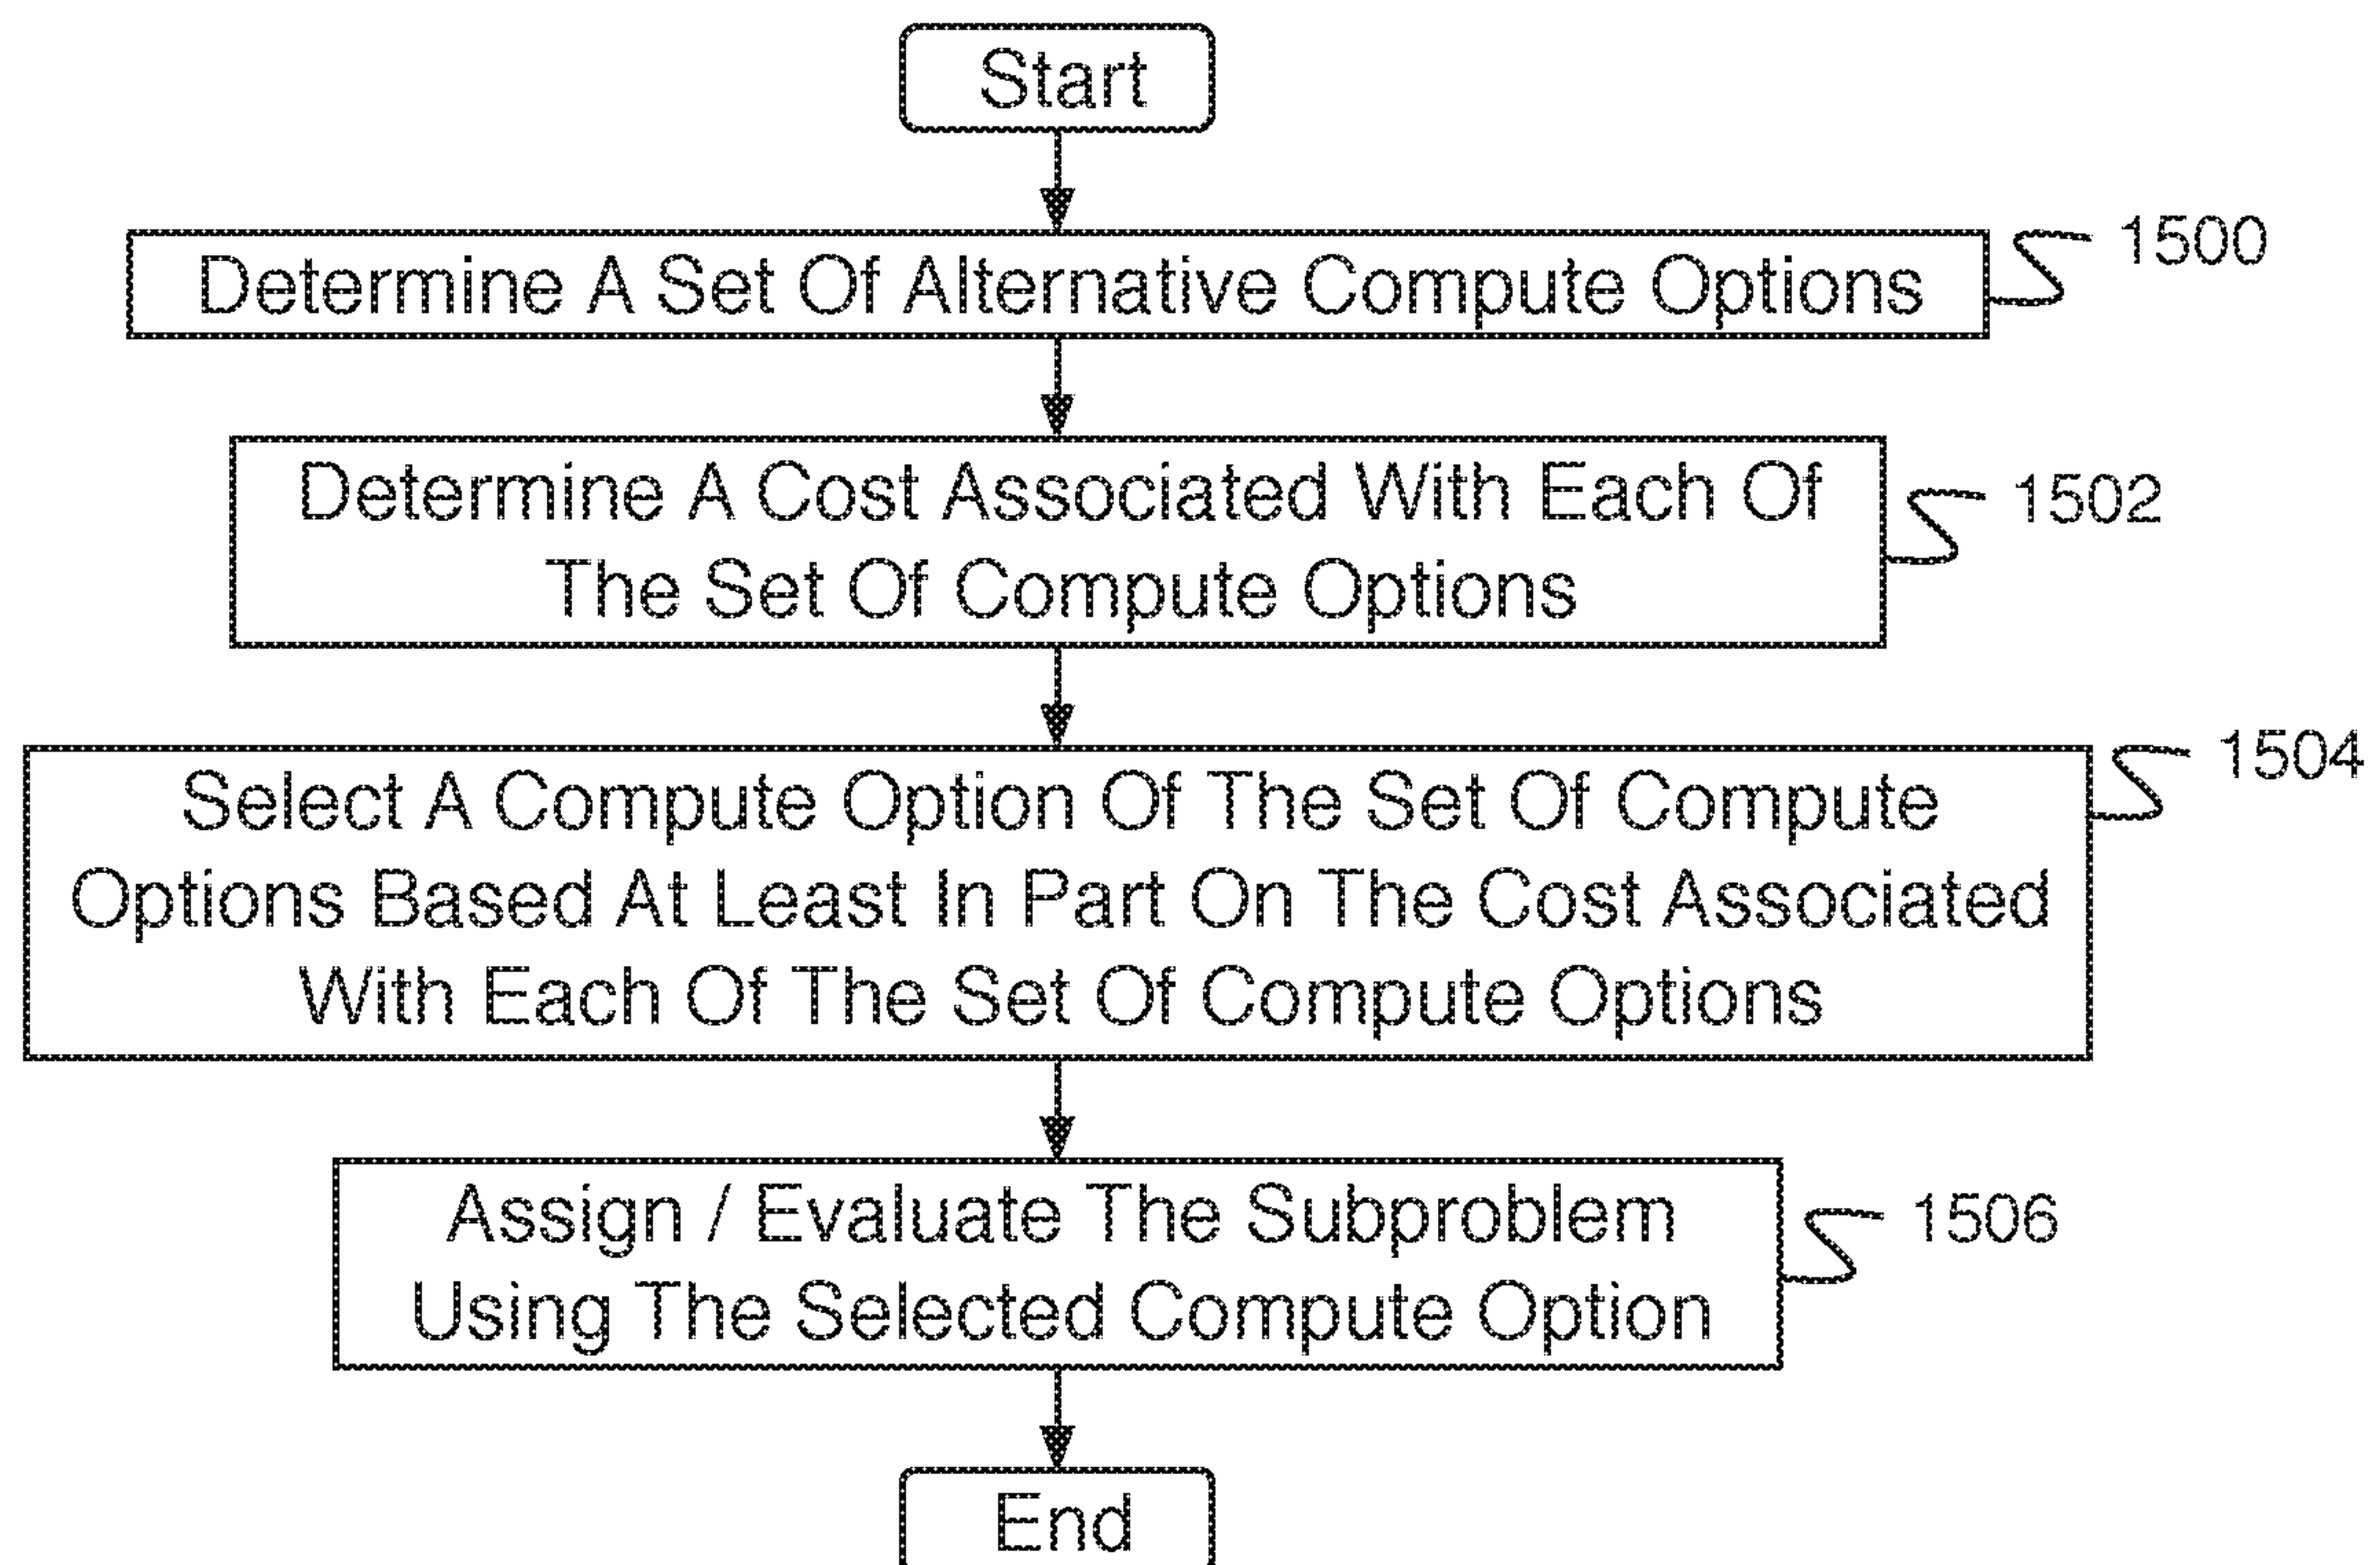 Start
Determine A Set Of Alternative Compute Options
1500
Determine A Cost Associated With Each Of
The Set Of Compute Options
1502
Select A Compute Option Of The Set Of Compute
Options Based At Least In Part On The Cost Associated
With Each Of The Set Of Compute Options
1504
Assign / Evaluate The Subproblem
Using The Selected Compute Option
1506
End